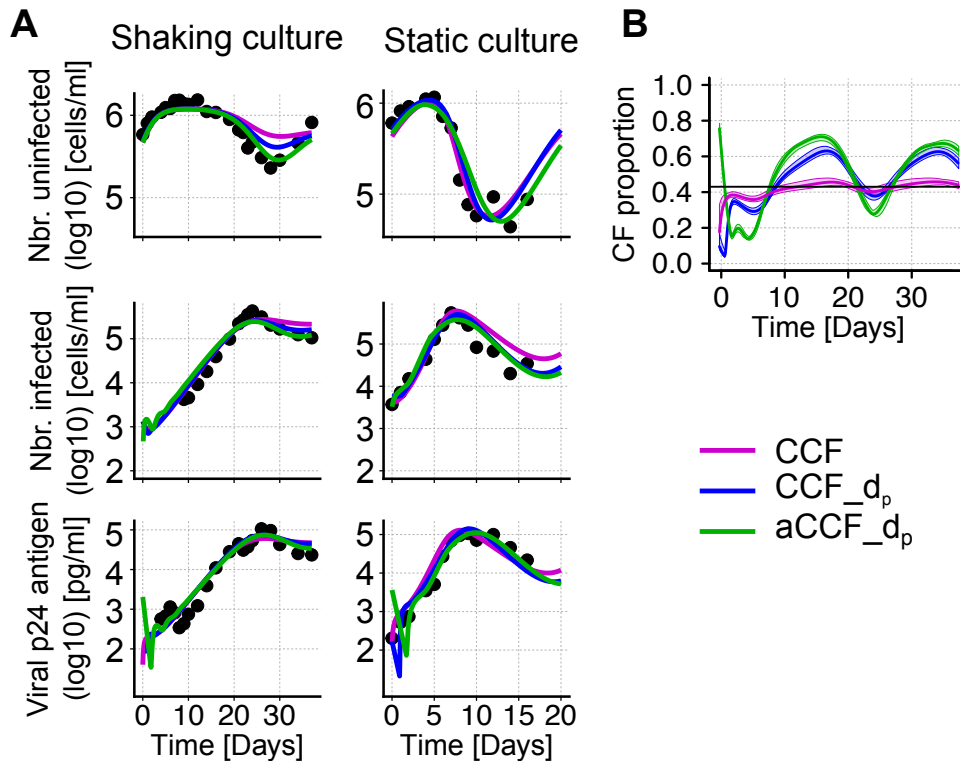 A
B
Shaking culture
Static culture
Nbr. uninfected
(log10) [cells/ml]
6
5
6
5
CF proportion
1.0
0.8
0.6
0.4
0.2
0.0
0
10
20
30
Time [Days]
Nbr. infected
(log10) [cells/ml]
5
4
3
2
5
4
3
2
CCF
CCF_dp
aCCF_dp
Viral p24 antigen
(log10) [pg/ml]
5
4
3
2
5
4
3
2
0
10
20
30
Time [Days]
0
5
10
15
20
Time [Days]